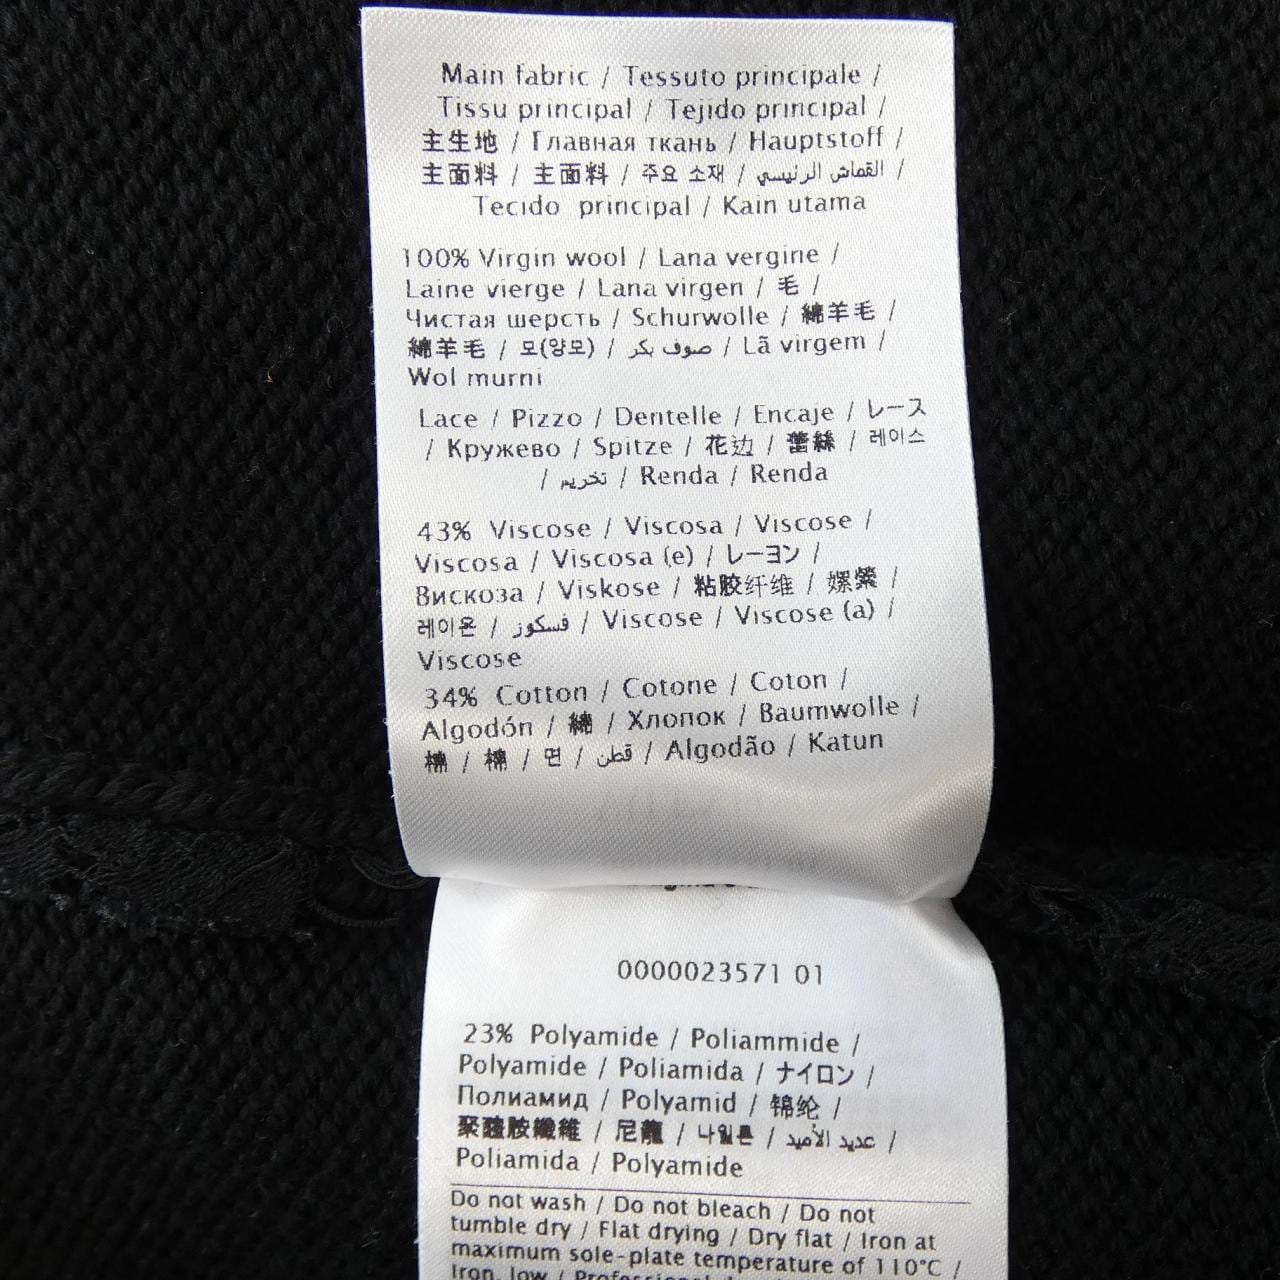 Main fabric / Tessuto principale /
Tissu principal / Tejido principal /
主生地 / Главная ткань / Hauptstoff /
主面料 / 主面料 / 주요 소재 / القماش الرئيسي /
Tecido principal / Kain utama
100% Virgin wool / Lana vergine /
Laine vierge / Lana virgen / 毛 /
Чистая шерсть / Schurwolle / 綿羊毛 /
綿羊毛 / 모(양모) / صوف بكر / Lã virgem /
Wol murni
Lace / Pizzo / Dentelle / Encaje / レース
/ Кружево / Spitze / 花边 / 蕾絲 / 레이스
/ تخريم / Renda / Renda
43% Viscose / Viscosa / Viscose /
Viscosa / Viscosa (e) / レーヨン /
Вискоза / Viskose / 粘胶纤维 / 嫘縈 /
레이온 / فسكوز / Viscose / Viscose (a) /
Viscose
34% Cotton / Cotone / Coton /
Algodón / 綿 / Хлопок / Baumwolle /
棉 / 棉 / 면 / قطن / Algodão / Katun
0000023571 01
23% Polyamide / Poliammide /
Polyamide / Poliamida / ナイロン /
Полиамид / Polyamid / 锦纶 /
聚醯胺纖維 / 尼龍 / 나일론 / عديد الأميد /
Poliamida / Polyamide
Do not wash / Do not bleach / Do not
tumble dry / Flat drying / Dry flat / Iron at
maximum sole-plate temperature of 110°C /
Iron, low /